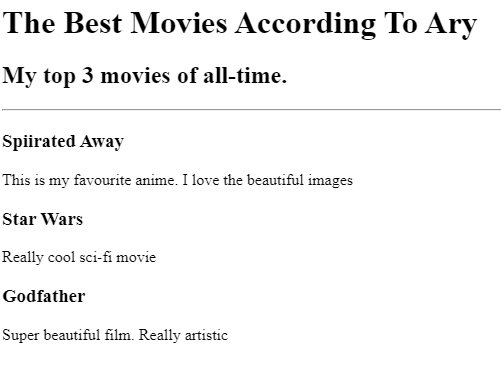 The Best Movies According To Ary
My top 3 movies of all-time.
Spiirated Away
This is my favourite anime. I love the beautiful images
Star Wars
Really cool sci-fi movie
Godfather
Super beautiful film. Really artistic